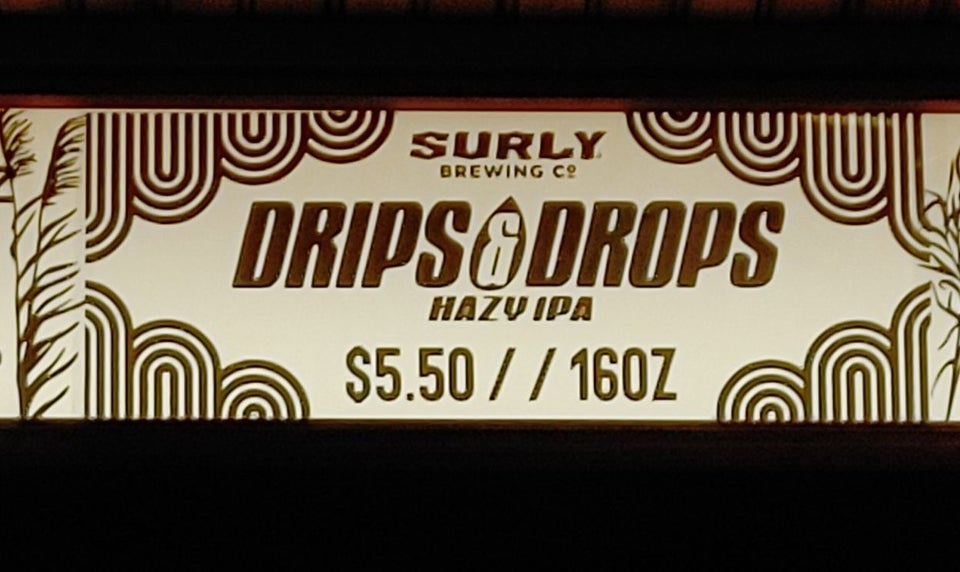 SURLY
BREWING CO
DRIPS & DROPS
HAZY IPA
$5.50 / / 16OZ